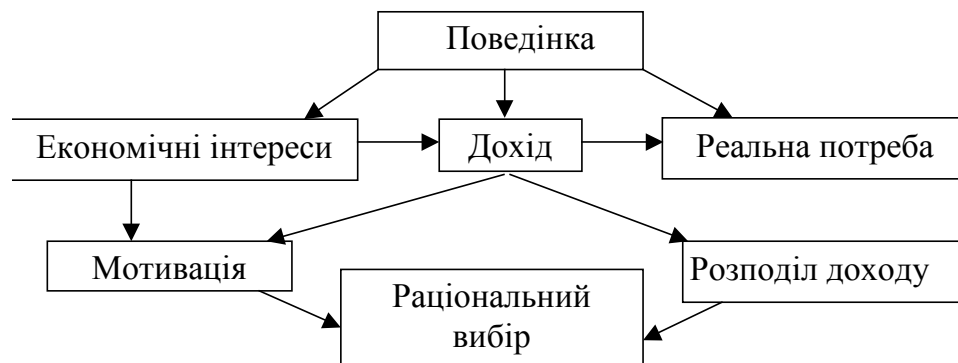 Поведінка
Економічні інтереси
Дохід
Реальна потреба
Мотивація
Розподіл доходу
Раціональний
вибір